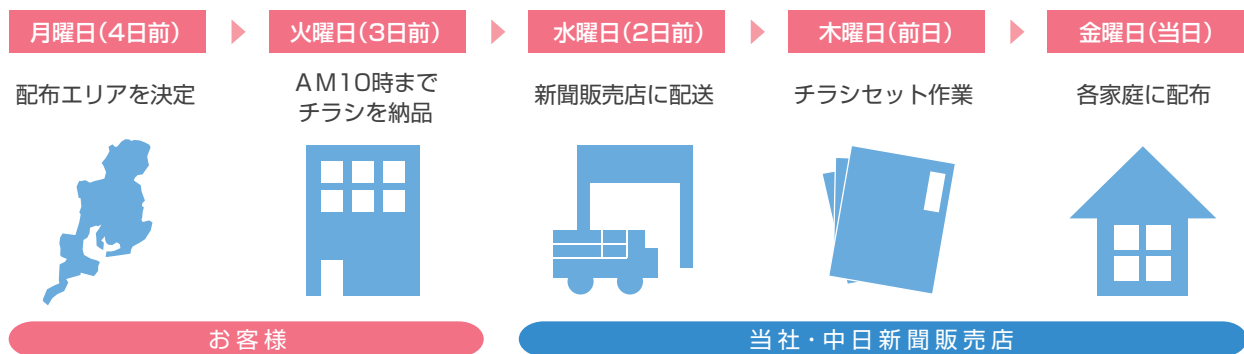 月曜日(4日前)
火曜日(3日前)
水曜日(2日前)
木曜日(前日)
金曜日(当日)
配布エリアを決定
AM10時まで
チラシを納品
新聞販売店に配送
チラシセット作業
各家庭に配布
お客様
当社・中日新聞販売店